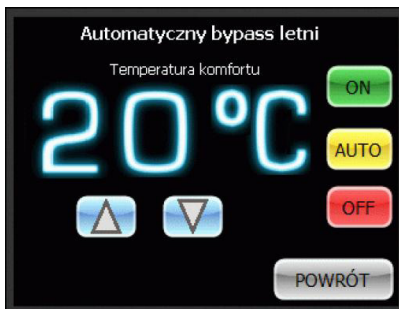 Automatyczny bypass letni
Temperatura komfortu
20°C
ON
AUTO
OFF
POWRÓT